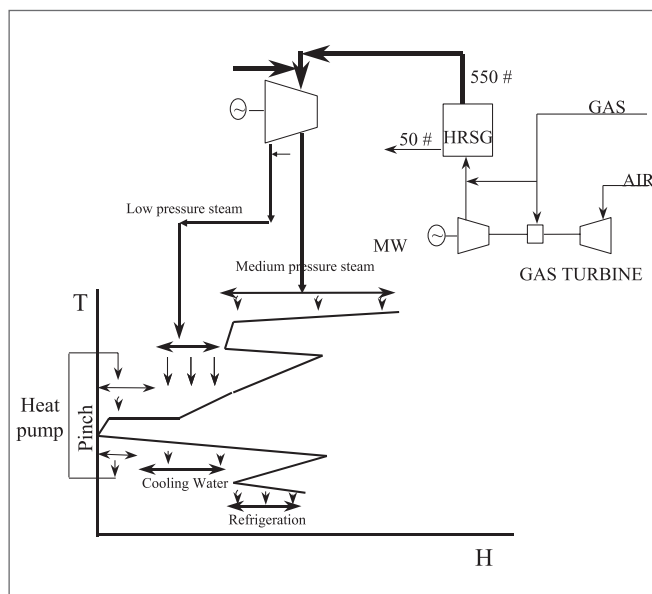 550 #
GAS
HRSG
50 #
AIR
~
Low pressure steam
MW
~
Medium pressure steam
GAS TURBINE
T
Heat
pump
Pinch
Cooling Water
Refrigeration
H